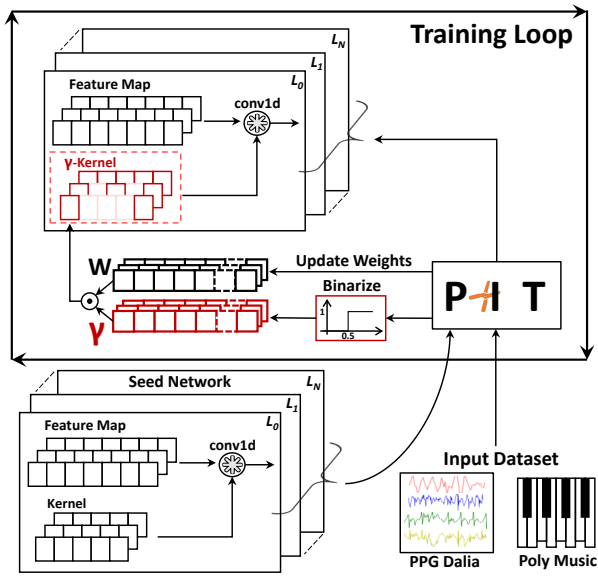 Training Loop
L_N
L_1
L_0
Feature Map
conv1d
γ-Kernel
W
Update Weights
Binarize
1
0.5
γ
P I T
Seed Network
L_N
L_1
L_0
Feature Map
conv1d
Kernel
Input Dataset
PPG Dalia
Poly Music